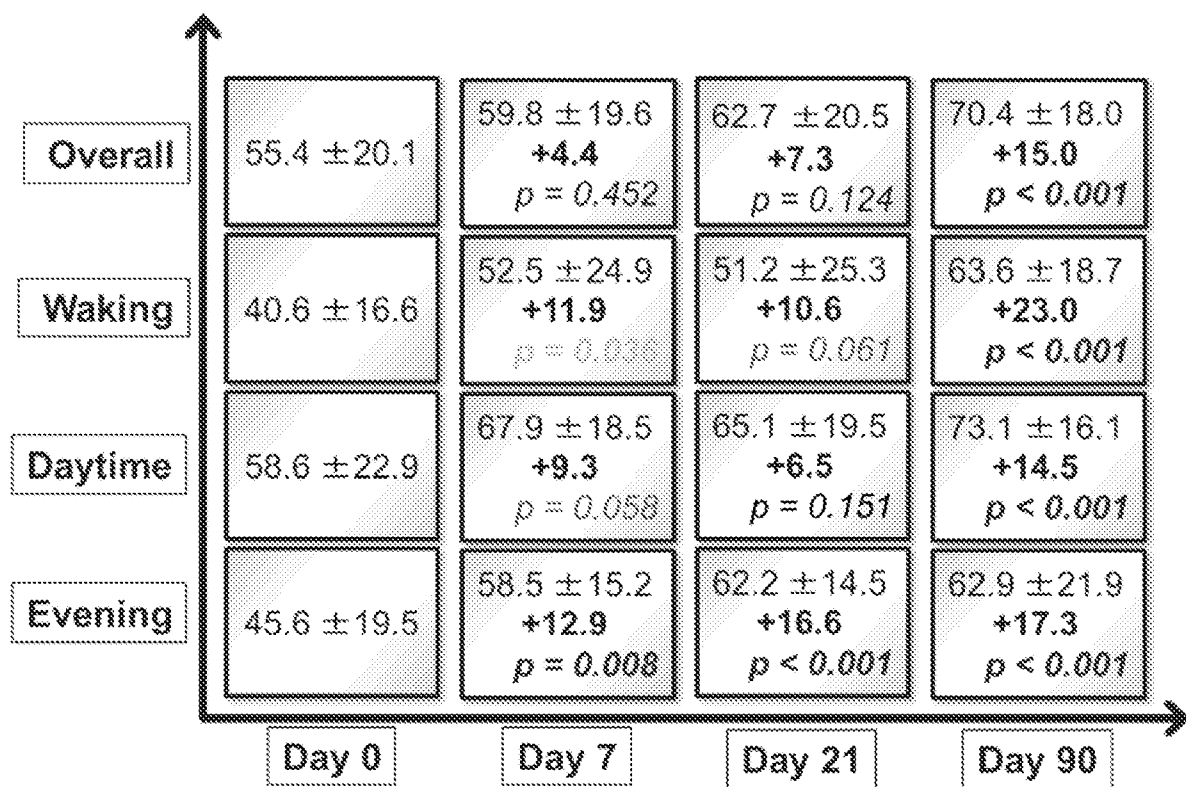 Overall
55.4 ±20.1
59.8 ±19.6
+4.4
p = 0.452
62.7 ±20.5
+7.3
p = 0.124
70.4 ±18.0
+15.0
p < 0.001
Waking
40.6 ±16.6
52.5 ±24.9
+11.9
p = 0.036
51.2 ±25.3
+10.6
p = 0.061
63.6 ±18.7
+23.0
p < 0.001
Daytime
58.6 ±22.9
67.9 ±18.5
+9.3
p = 0.058
65.1 ±19.5
+6.5
p = 0.151
73.1 ±16.1
+14.5
p < 0.001
Evening
45.6 ±19.5
58.5 ±15.2
+12.9
p = 0.008
62.2 ±14.5
+16.6
p < 0.001
62.9 ±21.9
+17.3
p < 0.001
Day 0
Day 7
Day 21
Day 90